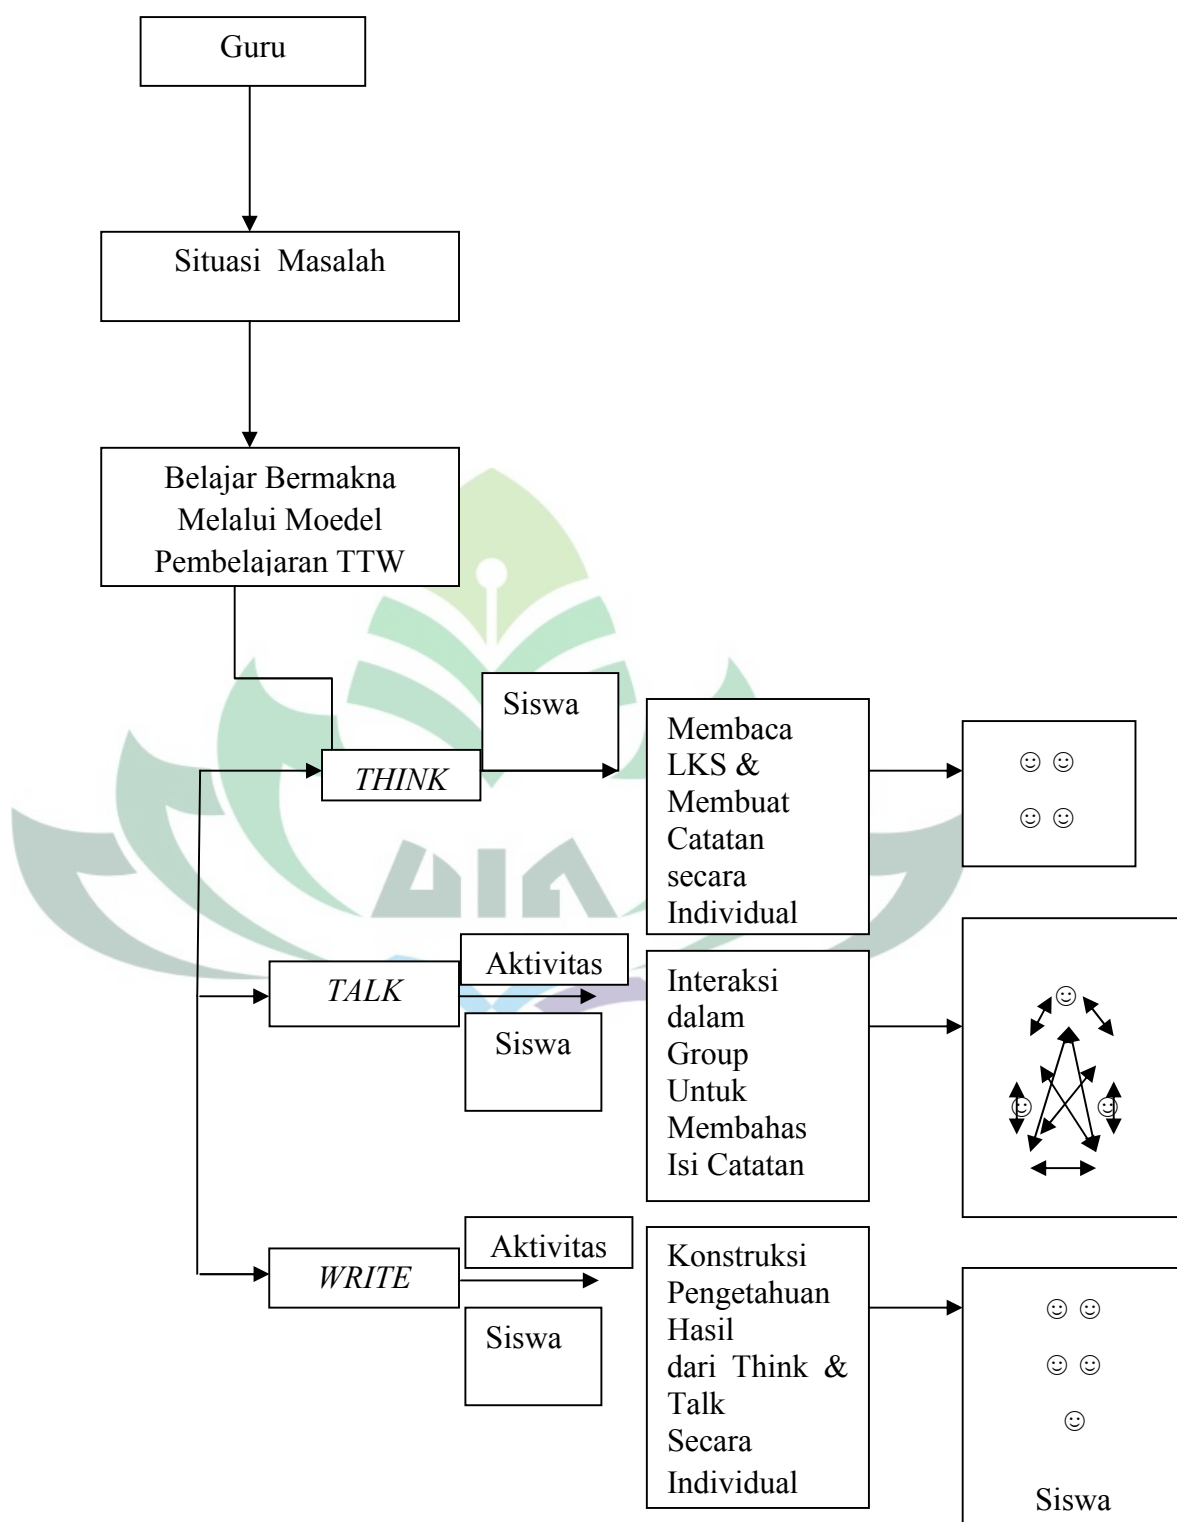 Guru
Situasi Masalah
Belajar Bermakna
Melalui Moedel
Pembelajaran TTW
Siswa
THINK
Membaca
LKS &
Membuat
Catatan
secara
Individual
Aktivitas
TALK
Siswa
Interaksi
dalam
Group
Untuk
Membahas
Isi Catatan
Aktivitas
WRITE
Siswa
Konstruksi
Pengetahuan
Hasil
dari Think &
Talk
Secara
Individual
Siswa